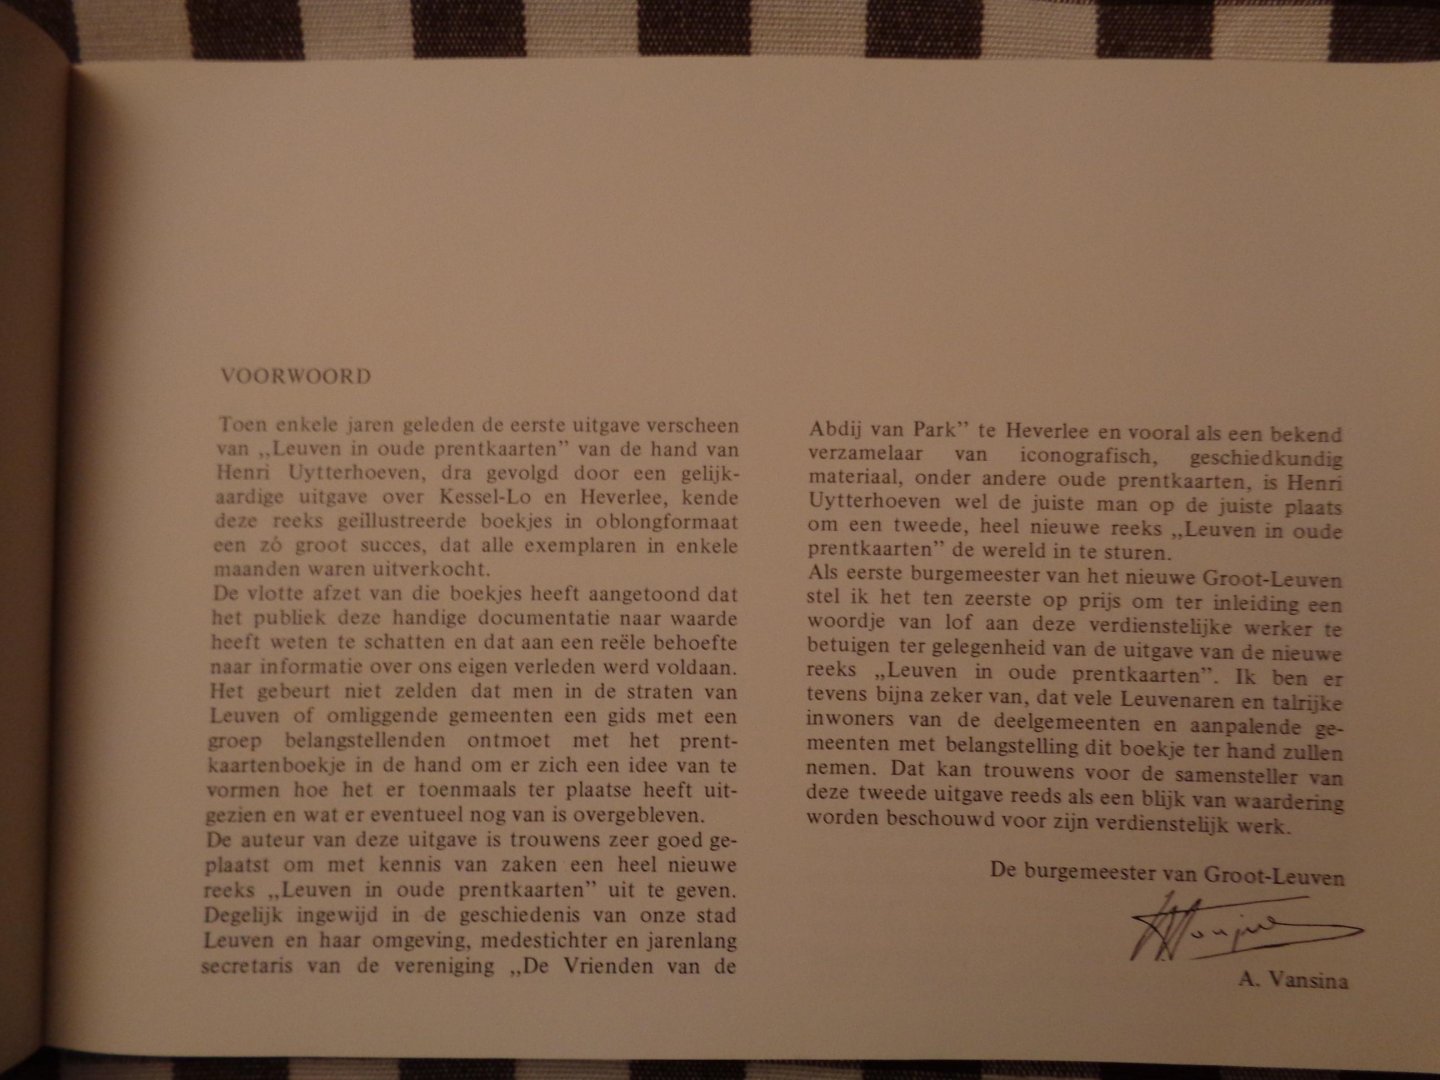 VOORWOORD
Toen enkele jaren geleden de eerste uitgave verscheen
van ,,Leuven in oude prentkaarten” van de hand van
Henri Uytterhoeven, dra gevolgd door een gelijk-
aardige uitgave over Kessel-Lo en Heverlee, kende
deze reeks geïllustreerde boekjes in oblongformaat
een zó groot succes, dat alle exemplaren in enkele
maanden waren uitverkocht.
De vlotte afzet van die boekjes heeft aangetoond dat
het publiek deze handige documentatie naar waarde
heeft weten te schatten en dat aan een reële behoefte
naar informatie over ons eigen verleden werd voldaan.
Het gebeurt niet zelden dat men in de straten van
Leuven of omliggende gemeenten een gids met een
groep belangstellenden ontmoet met het prent-
kaartenboekje in de hand om er zich een idee van te
vormen hoe het er toenmaals ter plaatse heeft uit-
gezien en wat er eventueel nog van is overgebleven.
De auteur van deze uitgave is trouwens zeer goed ge-
plaatst om met kennis van zaken een heel nieuwe
reeks ,,Leuven in oude prentkaarten” uit te geven.
Degelijk ingewijd in de geschiedenis van onze stad
Leuven en haar omgeving, medestichter en jarenlang
secretaris van de vereniging ,,De Vrienden van de
Abdij van Park” te Heverlee en vooral als een bekend
verzamelaar van iconografisch, geschiedkundig
materiaal, onder andere oude prentkaarten, is Henri
Uytterhoeven wel de juiste man op de juiste plaats
om een tweede, heel nieuwe reeks ,,Leuven in oude
prentkaarten” de wereld in te sturen.
Als eerste burgemeester van het nieuwe Groot-Leuven
stel ik het ten zeerste op prijs om ter inleiding een
woordje van lof aan deze verdienstelijke werker te
betuigen ter gelegenheid van de uitgave van de nieuwe
reeks ,,Leuven in oude prentkaarten”. Ik ben er
tevens bijna zeker van, dat vele Leuvenaren en talrijke
inwoners van de deelgemeenten en aanpalende ge-
meenten met belangstelling dit boekje ter hand zullen
nemen. Dat kan trouwens voor de samensteller van
deze tweede uitgave reeds als een blijk van waardering
worden beschouwd voor zijn verdienstelijk werk.
De burgemeester van Groot-Leuven
A. Vansina